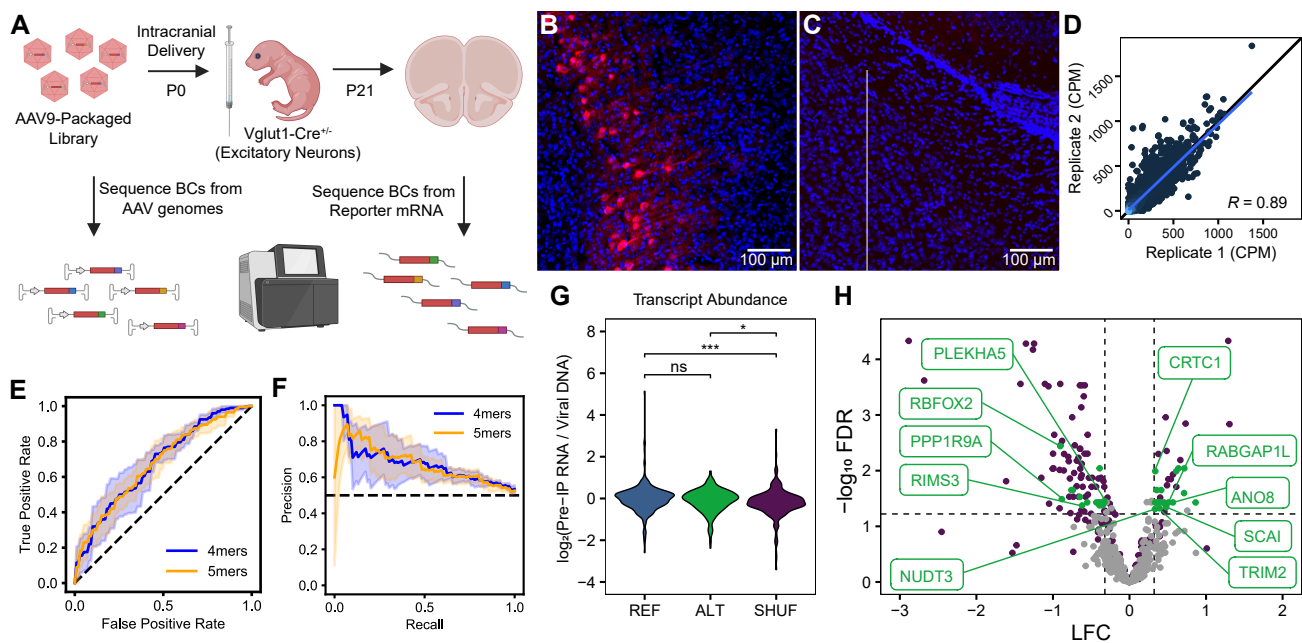 A
Intracranial
Delivery
P0
P21
AAV9-Packaged
Library
Vglut1-Cre+/-
(Excitatory Neurons)
Sequence BCs from
AAV genomes
Sequence BCs from
Reporter mRNA
B
100 µm
C
100 µm
D
Replicate 2 (CPM)
1500
1000
500
0
R = 0.89
0 500 1000 1500
Replicate 1 (CPM)
E
True Positive Rate
1.0
0.8
0.6
0.4
0.2
0.0
4mers
5mers
0.0 0.5 1.0
False Positive Rate
F
Precision
1.0
0.8
0.6
0.4
0.2
0.0
4mers
5mers
0.0 0.5 1.0
Recall
G
Transcript Abundance
log₂(Pre-IP RNA / Viral DNA)
8
6
4
2
0
−2
−4
*
***
ns
REF ALT SHUF
H
−log₁₀ FDR
4
3
2
1
0
PLEKHA5
RBFOX2
PPP1R9A
RIMS3
NUDT3
CRTC1
RABGAP1L
ANO8
SCAI
TRIM2
−3 −2 −1 0 1 2
LFC